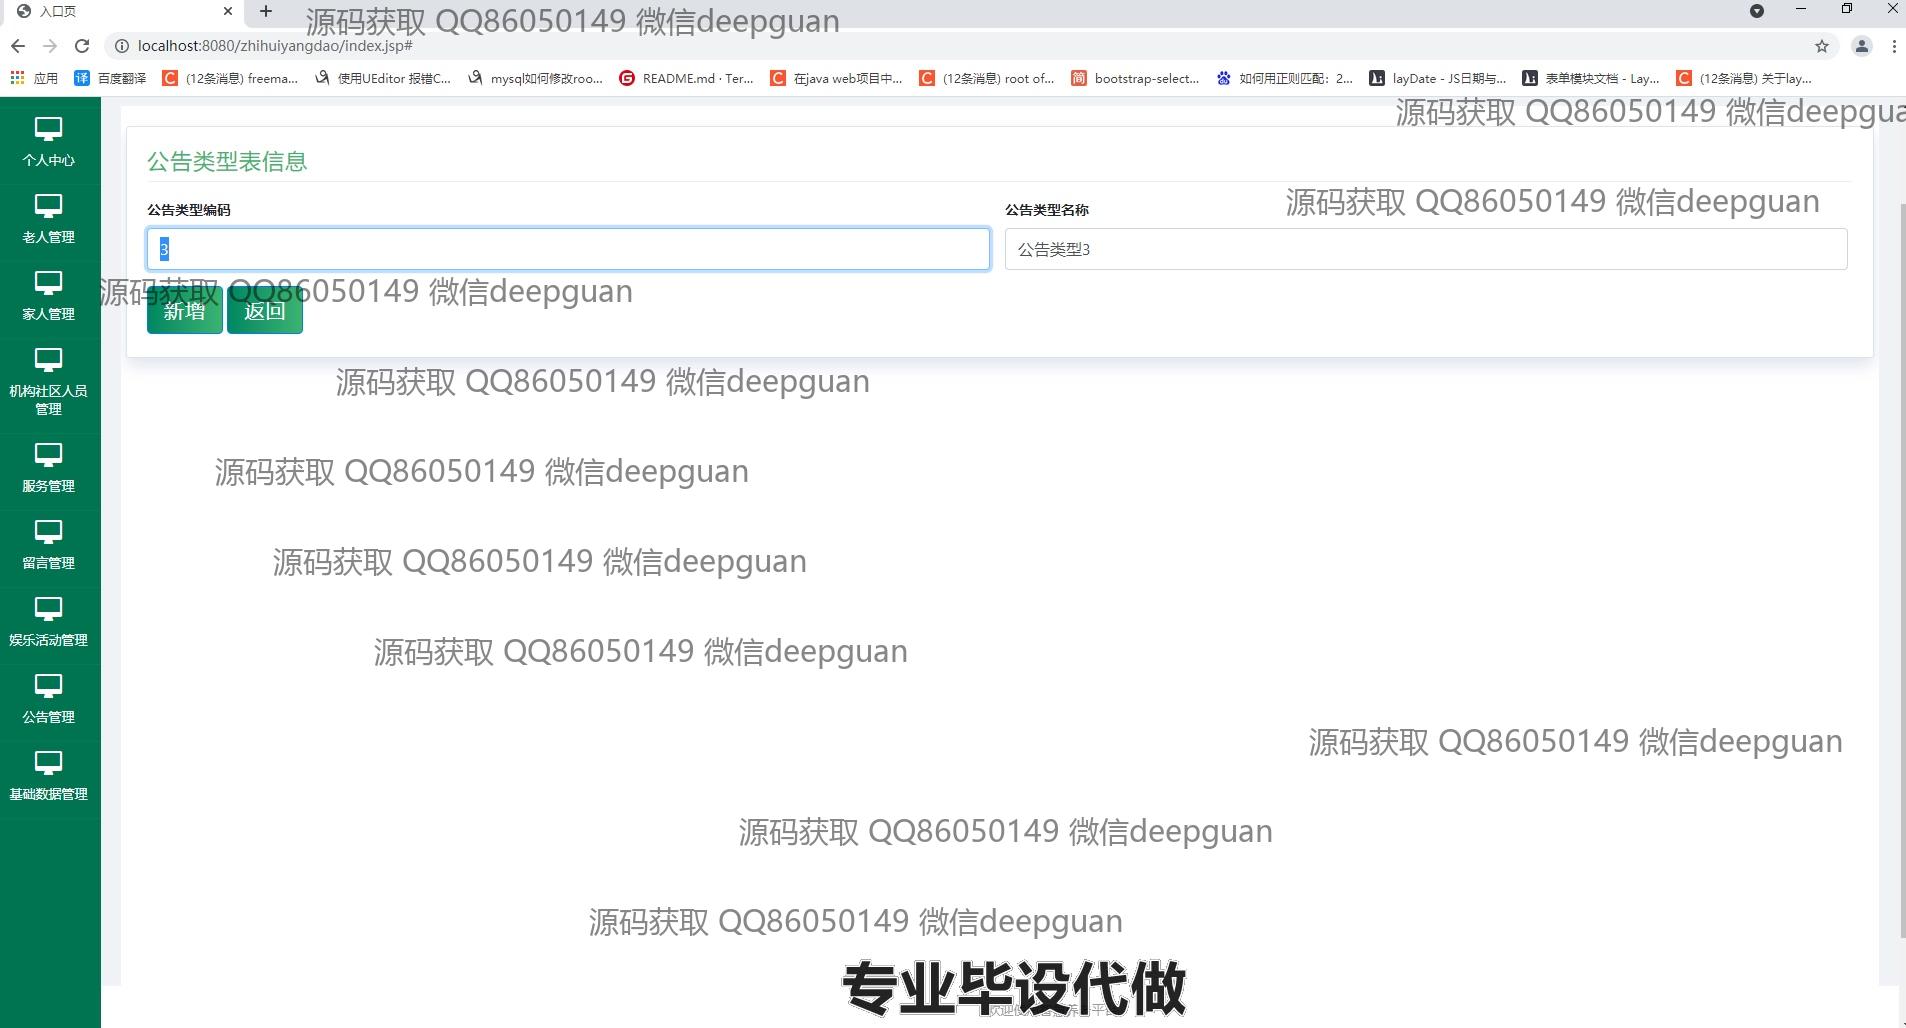 入口页
源码获取 QQ86050149 微信deepguan
localhost:8080/zhihuiyangdao/index.jsp#
应用 百度翻译 (12条消息) freema... 使用UEditor 报错C... mysql如何修改roo... README.md · Ter... 在java web项目中... (12条消息) root of... bootstrap-select... 如何用正则匹配：2... layDate - JS日期与... 表单模块文档 - Lay... (12条消息) 关于lay...
源码获取 QQ86050149 微信deepgua
个人中心
老人管理
家人管理
机构社区人员
管理
服务管理
留言管理
娱乐活动管理
公告管理
基础数据管理
公告类型表信息
源码获取 QQ86050149 微信deepguan
公告类型编码 公告类型名称
3 公告类型3
源码获取 QQ86050149 微信deepguan
新增 返回
源码获取 QQ86050149 微信deepguan
源码获取 QQ86050149 微信deepguan
源码获取 QQ86050149 微信deepguan
源码获取 QQ86050149 微信deepguan
源码获取 QQ86050149 微信deepguan
源码获取 QQ86050149 微信deepguan
源码获取 QQ86050149 微信deepguan
专业毕设代做